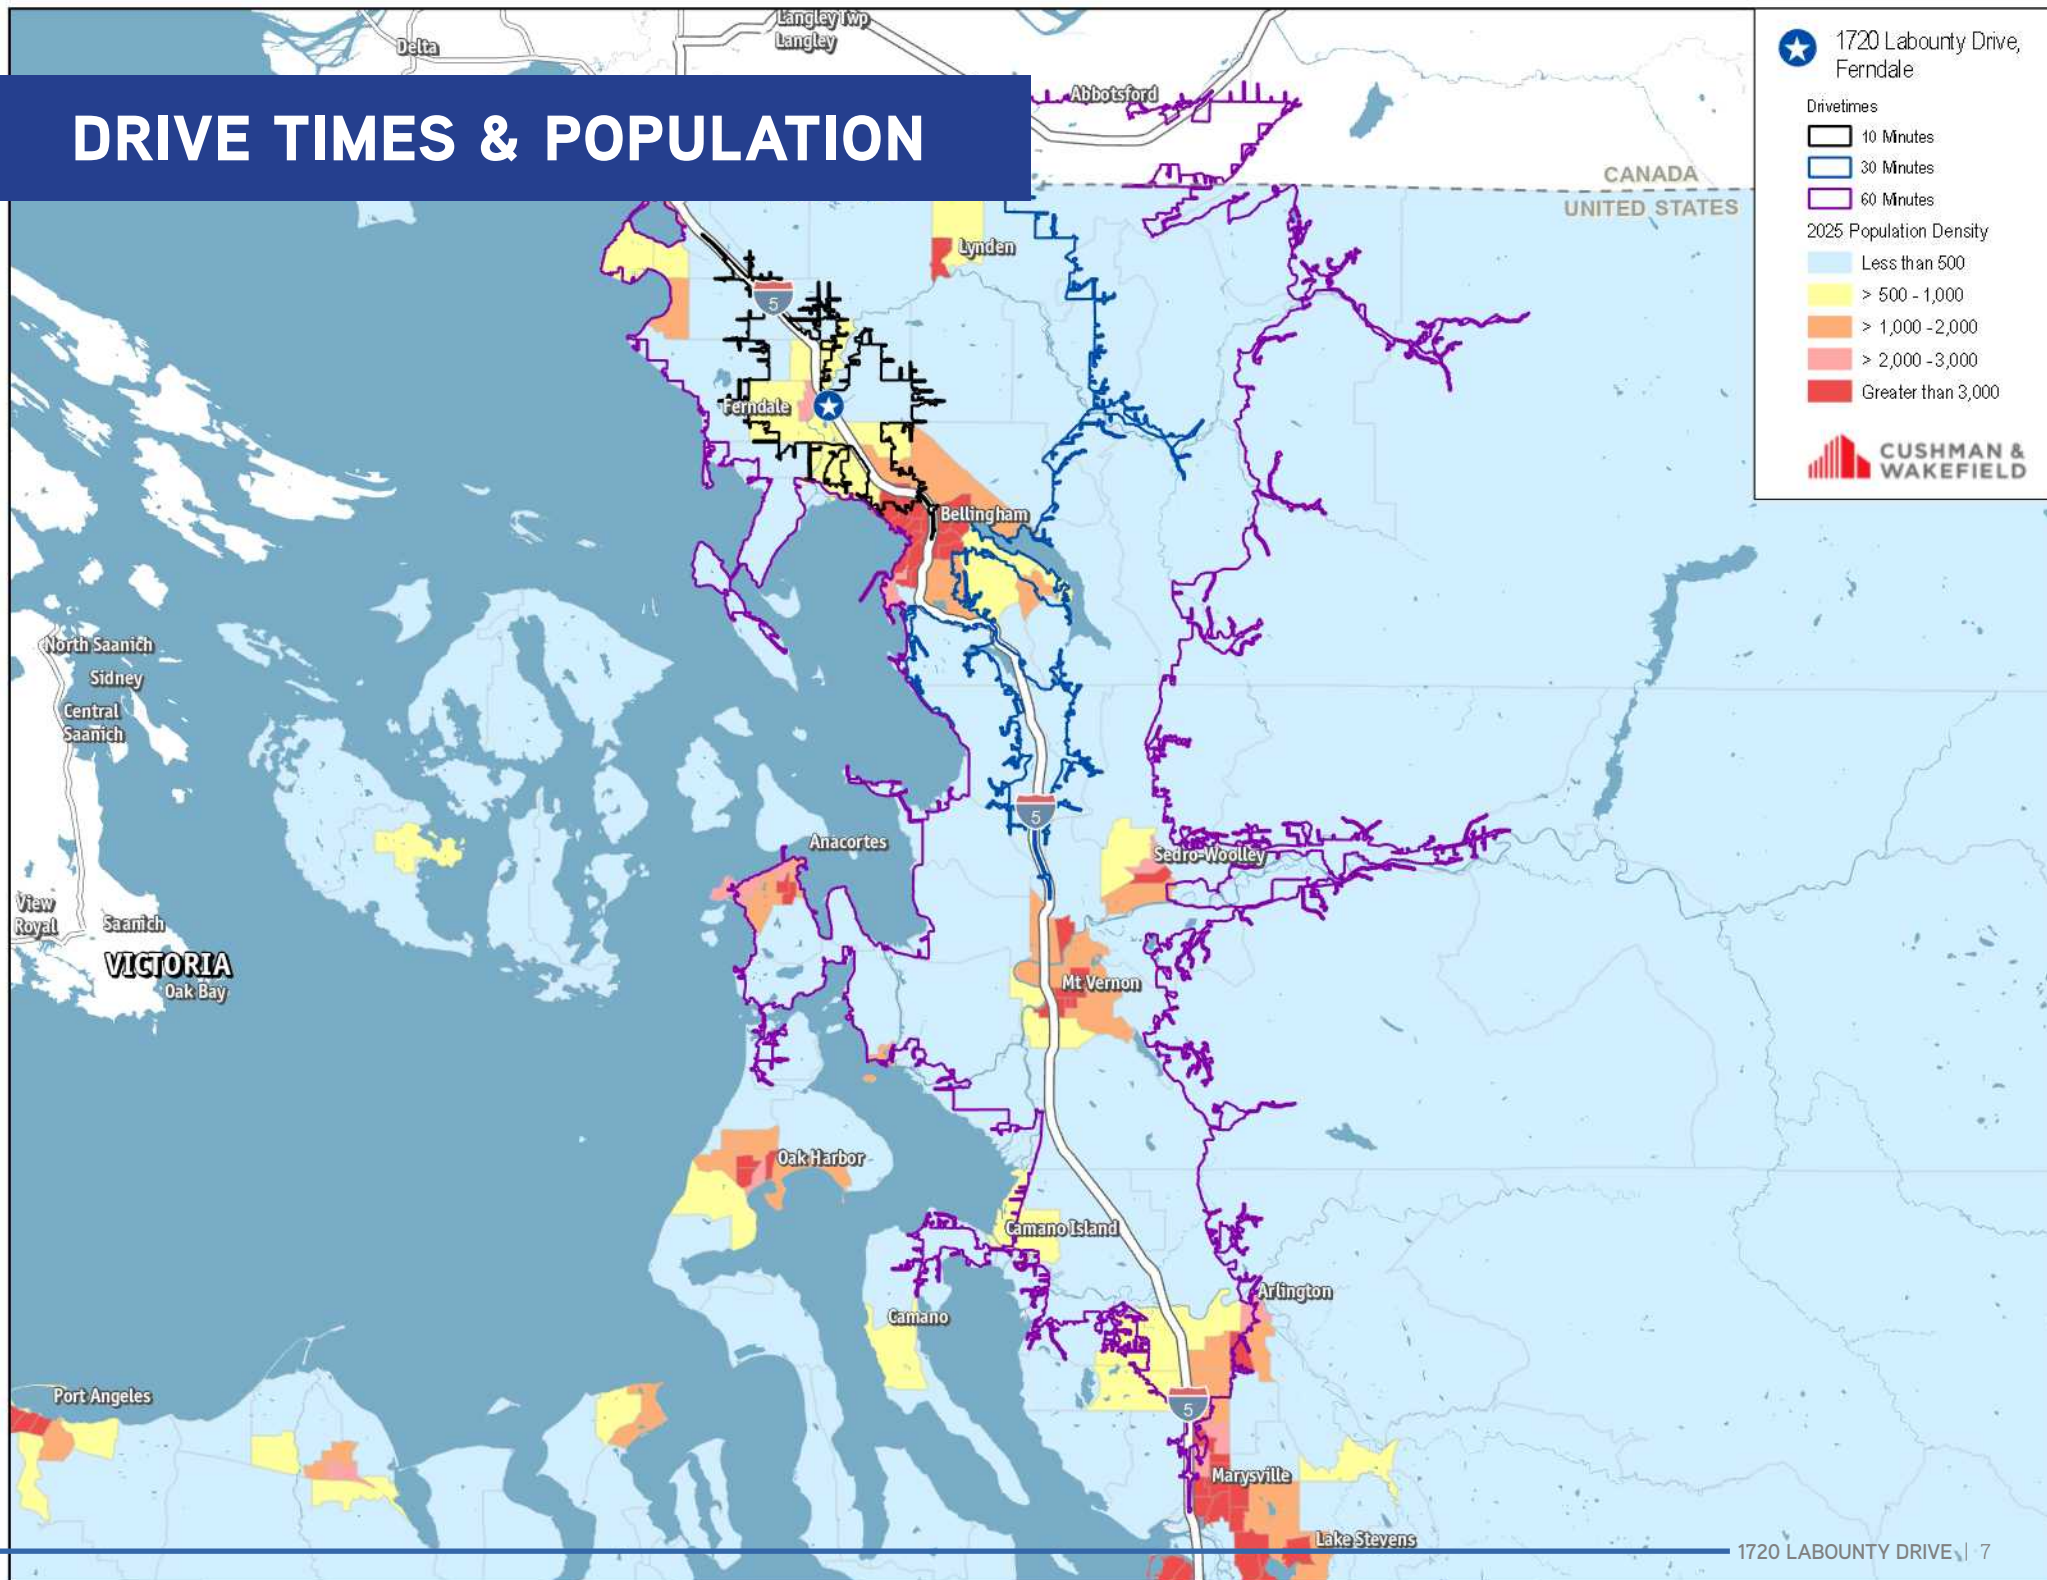 DRIVE TIMES & POPULATION
1720 Labounty Drive,
Ferndale
Drivetimes
10 Minutes
30 Minutes
60 Minutes
2025 Population Density
Less than 500
> 500 - 1,000
> 1,000 -2,000
> 2,000 -3,000
Greater than 3,000
CUSHMAN &
WAKEFIELD
Langley Twp
Langley
Delta
Abbotsford
CANADA
UNITED STATES
Lynden
5
Ferndale
Bellingham
North Saanich
Sidney
Central
Saanich
5
Anacortes
Sedro-Woolley
View
Royal
Saanich
VICTORIA
Oak Bay
Mt Vernon
Oak Harbor
Camano Island
Arlington
Camano
Port Angeles
5
Marysville
Lake Stevens
1720 LABOUNTY DRIVE | 7